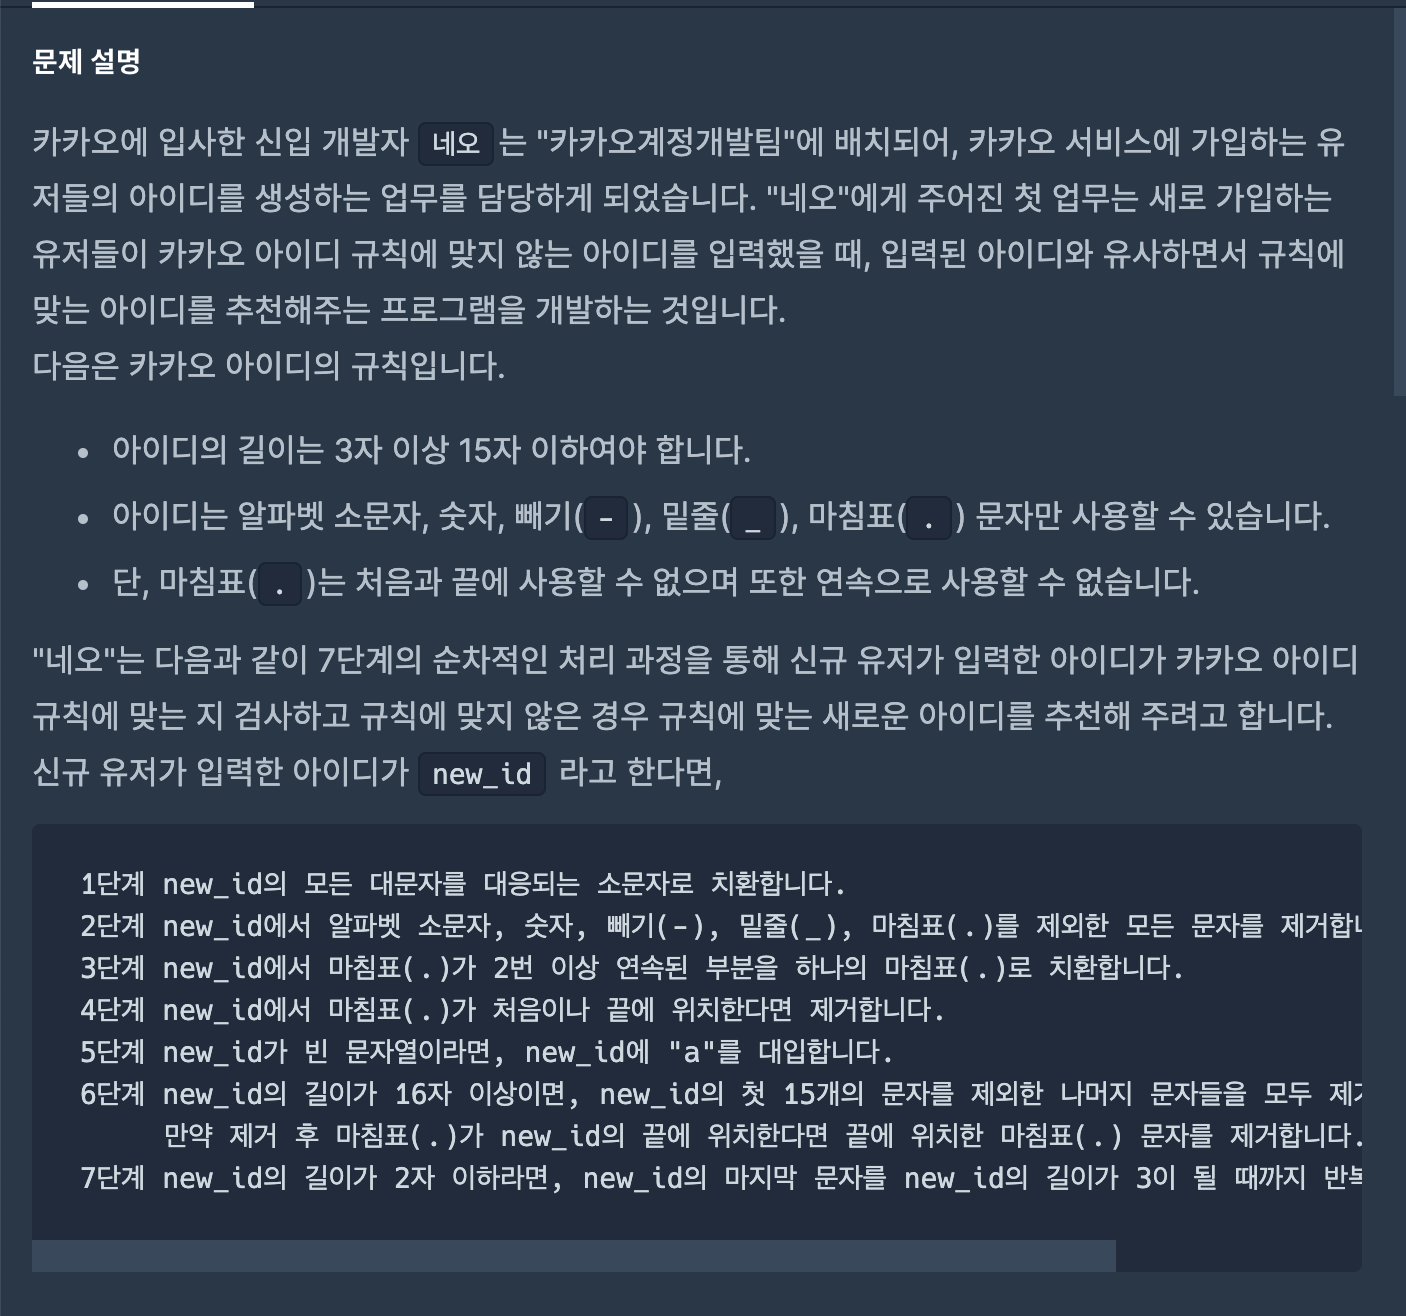 문제 설명
카카오에 입사한 신입 개발자 네오 는 "카카오계정개발팀"에 배치되어, 카카오 서비스에 가입하는 유
저들의 아이디를 생성하는 업무를 담당하게 되었습니다. "네오"에게 주어진 첫 업무는 새로 가입하는
유저들이 카카오 아이디 규칙에 맞지 않는 아이디를 입력했을 때, 입력된 아이디와 유사하면서 규칙에
맞는 아이디를 추천해주는 프로그램을 개발하는 것입니다.
다음은 카카오 아이디의 규칙입니다.
• 아이디의 길이는 3자 이상 15자 이하여야 합니다.
• 아이디는 알파벳 소문자, 숫자, 빼기( - ), 밑줄( _ ), 마침표( . ) 문자만 사용할 수 있습니다.
• 단, 마침표( . )는 처음과 끝에 사용할 수 없으며 또한 연속으로 사용할 수 없습니다.
"네오"는 다음과 같이 7단계의 순차적인 처리 과정을 통해 신규 유저가 입력한 아이디가 카카오 아이디
규칙에 맞는 지 검사하고 규칙에 맞지 않은 경우 규칙에 맞는 새로운 아이디를 추천해 주려고 합니다.
신규 유저가 입력한 아이디가 new_id 라고 한다면,
1단계 new_id의 모든 대문자를 대응되는 소문자로 치환합니다.
2단계 new_id에서 알파벳 소문자, 숫자, 빼기(-), 밑줄(_), 마침표(.)를 제외한 모든 문자를
3단계 new_id에서 마침표(.)가 2번 이상 연속된 부분을 하나의 마침표(.)로 치환합니다.
4단계 new_id에서 마침표(.)가 처음이나 끝에 위치한다면 제거합니다.
5단계 new_id가 빈 문자열이라면, new_id에 "a"를 대입합니다.
6단계 new_id의 길이가 16자 이상이면, new_id의 첫 15개의 문자를 제외한 나머지 문자들을 모두
만약 제거 후 마침표(.)가 new_id의 끝에 위치한다면 끝에 위치한 마침표(.) 문자를 제거합니다.
7단계 new_id의 길이가 2자 이하라면, new_id의 마지막 문자를 new_id의 길이가 3이 될 때까지